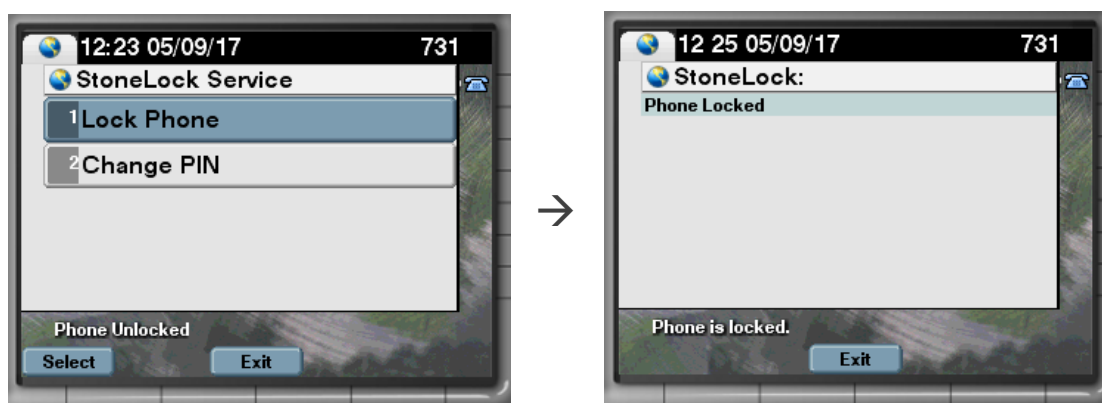 12:23 05/09/17 731
StoneLock Service
1 Lock Phone
2 Change PIN
Phone Unlocked
Select Exit
→
12 25 05/09/17 731
StoneLock:
Phone Locked
Phone is locked.
Exit